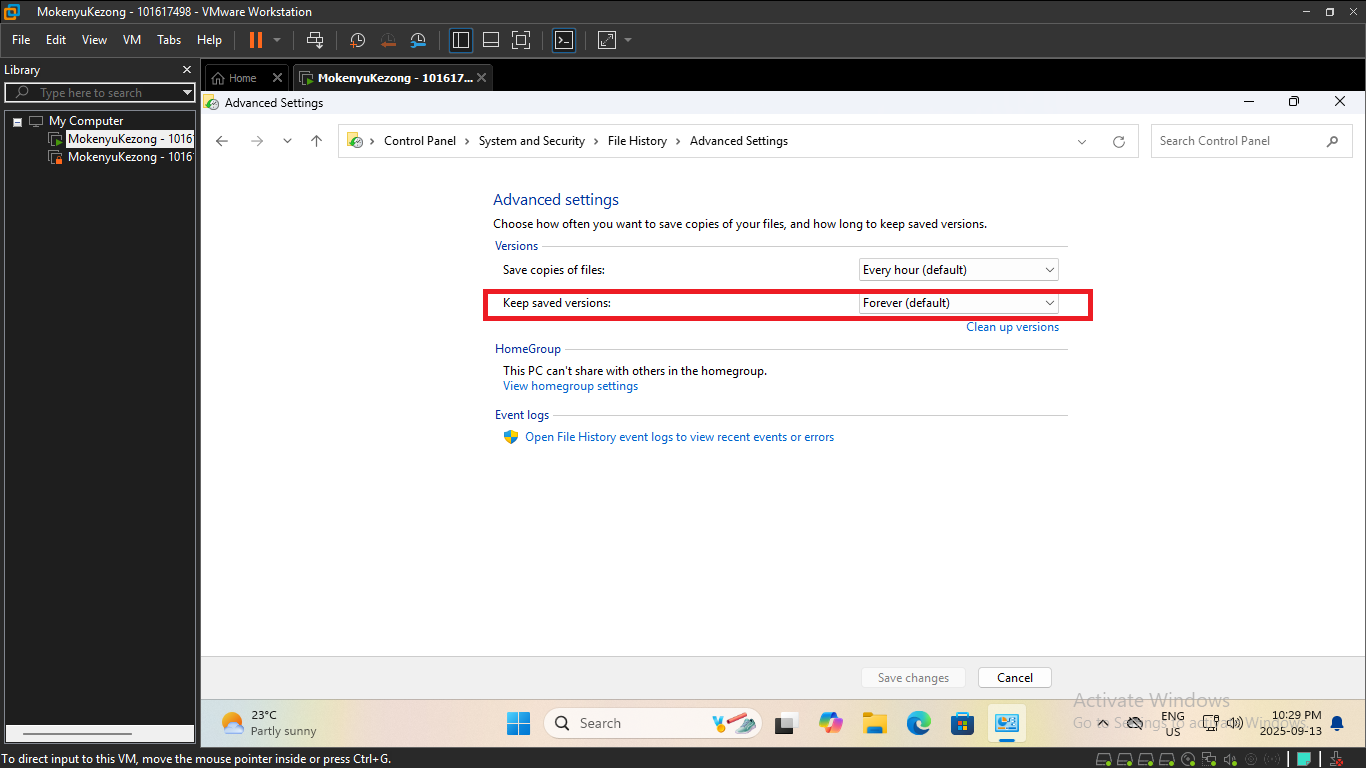 MokenyuKezong - 101617498 - VMware Workstation
File Edit View VM Tabs Help
Library
Home
MokenyuKezong - 101617...
Type here to search
My Computer
MokenyuKezong - 1016
MokenyuKezong - 1016
Advanced Settings
Control Panel > System and Security > File History > Advanced Settings
Search Control Panel
Advanced settings
Choose how often you want to save copies of your files, and how long to keep saved versions.
Versions
Save copies of files: Every hour (default)
Keep saved versions: Forever (default)
Clean up versions
HomeGroup
This PC can't share with others in the homegroup.
View homegroup settings
Event logs
Open File History event logs to view recent events or errors
Save changes Cancel
Activate Windows
Go to Settings to activate Windows.
23°C
Partly sunny
Search
ENG
US
10:29 PM
2025-09-13
To direct input to this VM, move the mouse pointer inside or press Ctrl+G.